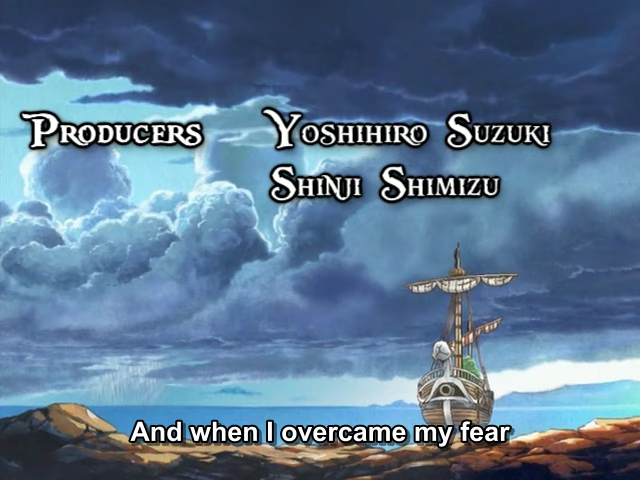 Producers Yoshihiro Suzuki
Shinji Shimizu
And when I overcame my fear